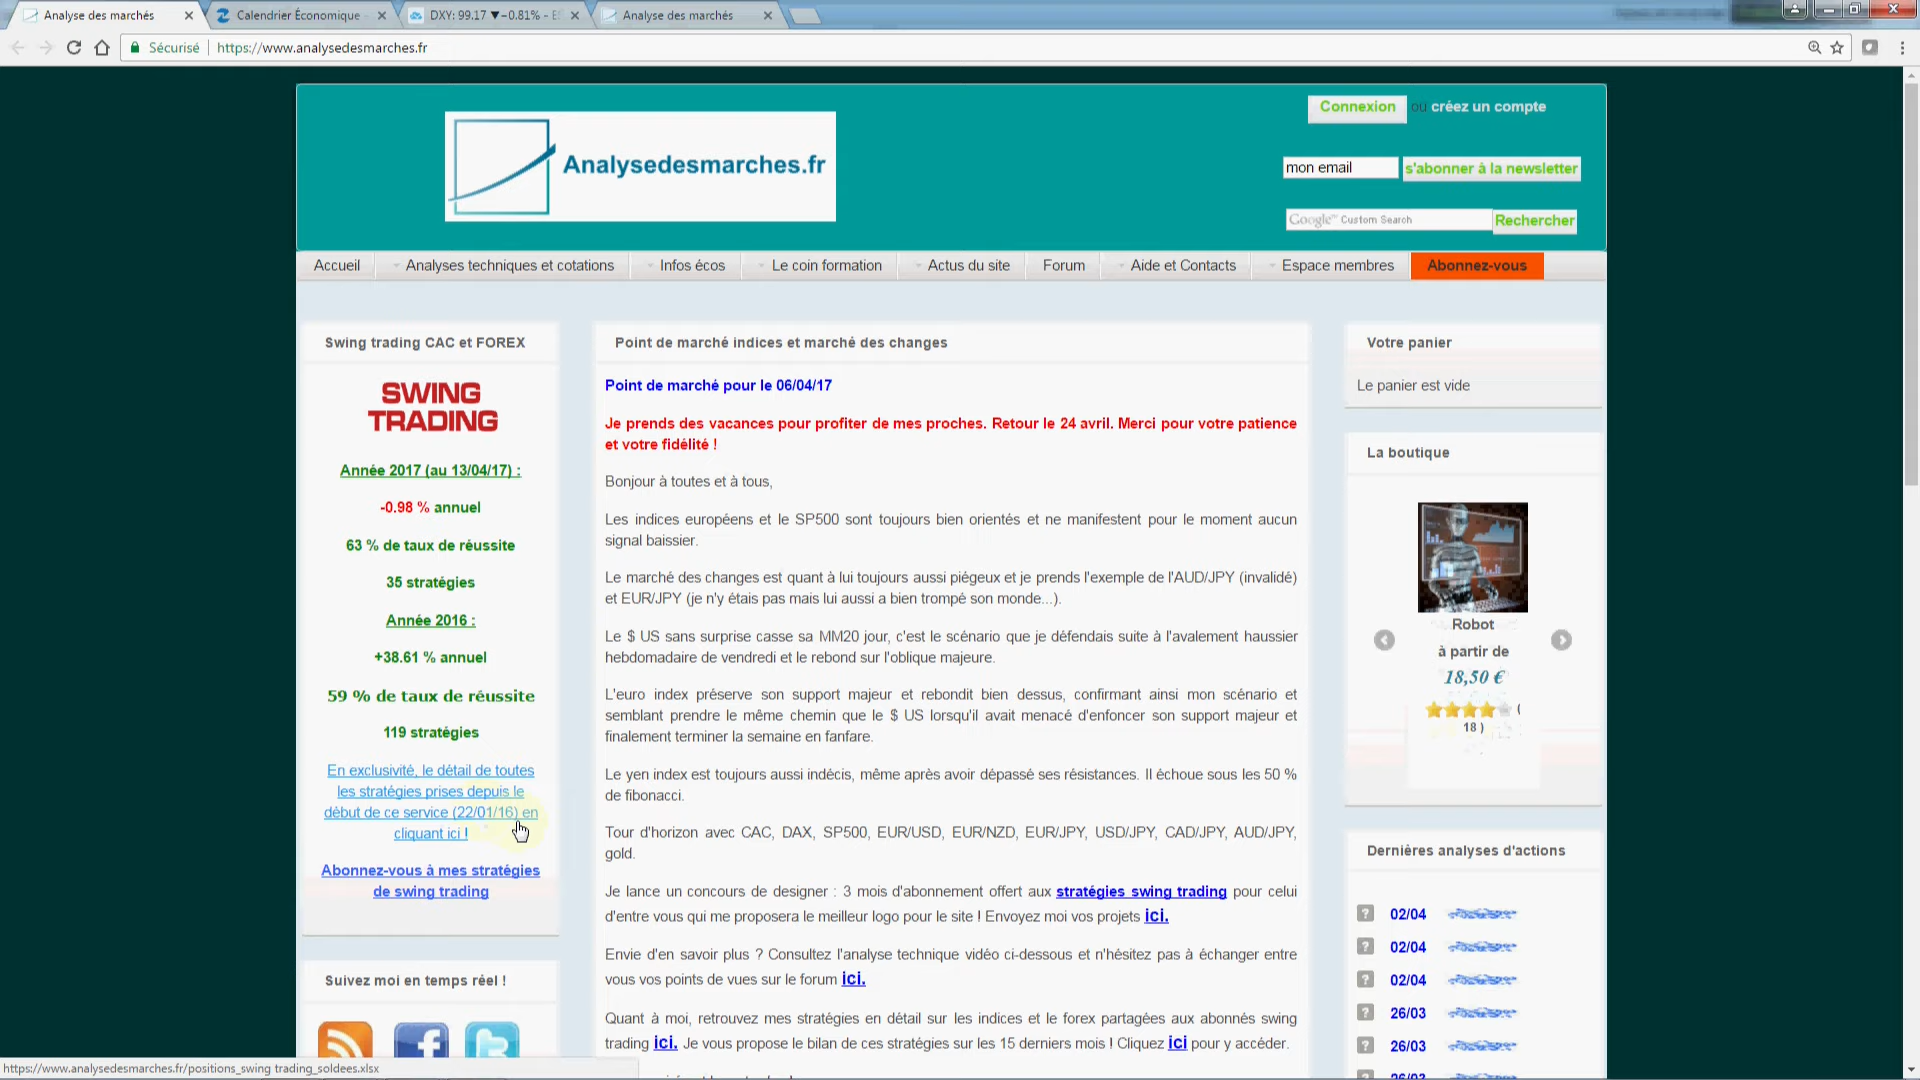 Analyse des marchés
Calendrier Économique
DXY: 99.17 ▼−0.81% -
Analyse des marchés
Sécurisé | https://www.analysedesmarches.fr
Analysedesmarches.fr
Connexion ou créez un compte
mon email s'abonner à la newsletter
Google™ Custom Search Rechercher
Accueil Analyses techniques et cotations Infos écos Le coin formation Actus du site Forum Aide et Contacts Espace membres Abonnez-vous
Swing trading CAC et FOREX
SWING
TRADING
Année 2017 (au 13/04/17) :
-0.98 % annuel
63 % de taux de réussite
35 stratégies
Année 2016 :
+38.61 % annuel
59 % de taux de réussite
119 stratégies
En exclusivité, le détail de toutes
les stratégies prises depuis le
début de ce service (22/01/16) en
cliquant ici !
Abonnez-vous à mes stratégies
de swing trading
Suivez moi en temps réel !
Point de marché indices et marché des changes
Point de marché pour le 06/04/17
Je prends des vacances pour profiter de mes proches. Retour le 24 avril. Merci pour votre patience
et votre fidélité !
Bonjour à toutes et à tous,
Les indices européens et le SP500 sont toujours bien orientés et ne manifestent pour le moment aucun
signal baissier.
Le marché des changes est quant à lui toujours aussi piégeux et je prends l'exemple de l'AUD/JPY (invalidé)
et EUR/JPY (je n'y étais pas mais lui aussi a bien trompé son monde...).
Le $ US sans surprise casse sa MM20 jour, c'est le scénario que je défendais suite à l'avalement haussier
hebdomadaire de vendredi et le rebond sur l'oblique majeure.
L'euro index préserve son support majeur et rebondit bien dessus, confirmant ainsi mon scénario et
semblant prendre le même chemin que le $ US lorsqu'il avait menacé d'enfoncer son support majeur et
finalement terminer la semaine en fanfare.
Le yen index est toujours aussi indécis, même après avoir dépassé ses résistances. Il échoue sous les 50 %
de fibonacci.
Tour d'horizon avec CAC, DAX, SP500, EUR/USD, EUR/NZD, EUR/JPY, USD/JPY, CAD/JPY, AUD/JPY,
gold.
Je lance un concours de designer : 3 mois d'abonnement offert aux stratégies swing trading pour celui
d'entre vous qui me proposera le meilleur logo pour le site ! Envoyez moi vos projets ici.
Envie d'en savoir plus ? Consultez l'analyse technique vidéo ci-dessous et n'hésitez pas à échanger entre
vous vos points de vues sur le forum ici.
Quant à moi, retrouvez mes stratégies en détail sur les indices et le forex partagées aux abonnés swing
trading ici. Je vous propose le bilan de ces stratégies sur les 15 derniers mois ! Cliquez ici pour y accéder.
Votre panier
Le panier est vide
La boutique
Robot
à partir de
18,50 €
(
18 )
Dernières analyses d'actions
02/04
02/04
02/04
26/03
26/03
26/03
https://www.analysedesmarches.fr/positions_swing trading_soldees.xlsx